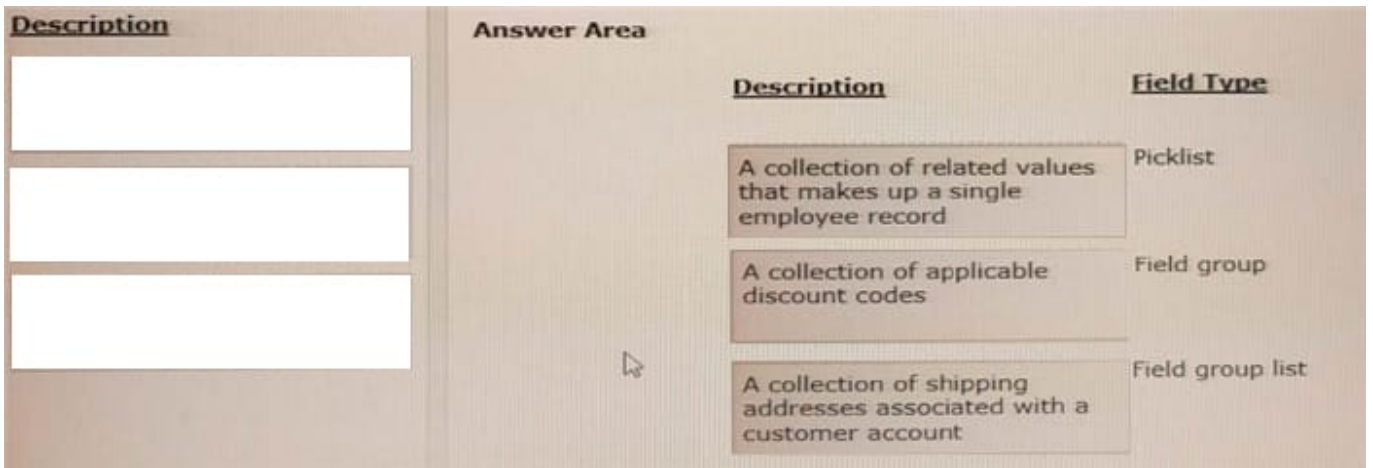 Description
Answer Area
Description
Field Type
A collection of related values
that makes up a single
employee record
Picklist
A collection of applicable
discount codes
Field group
A collection of shipping
addresses associated with a
customer account
Field group list